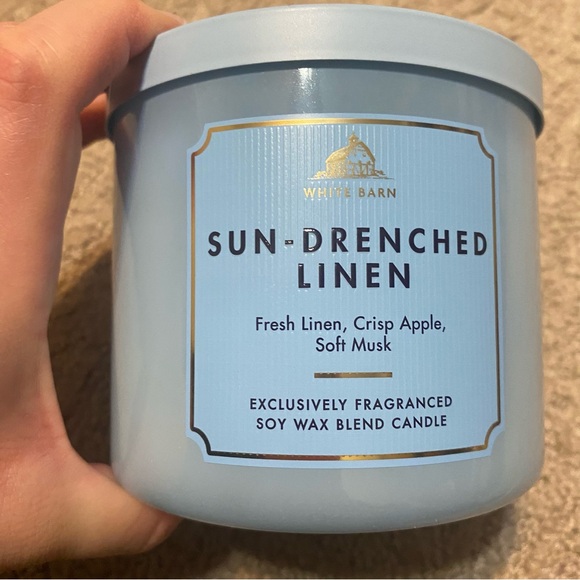 WHITE BARN
SUN-DRENCHED
LINEN
Fresh Linen, Crisp Apple,
Soft Musk
EXCLUSIVELY FRAGRANCED
SOY WAX BLEND CANDLE